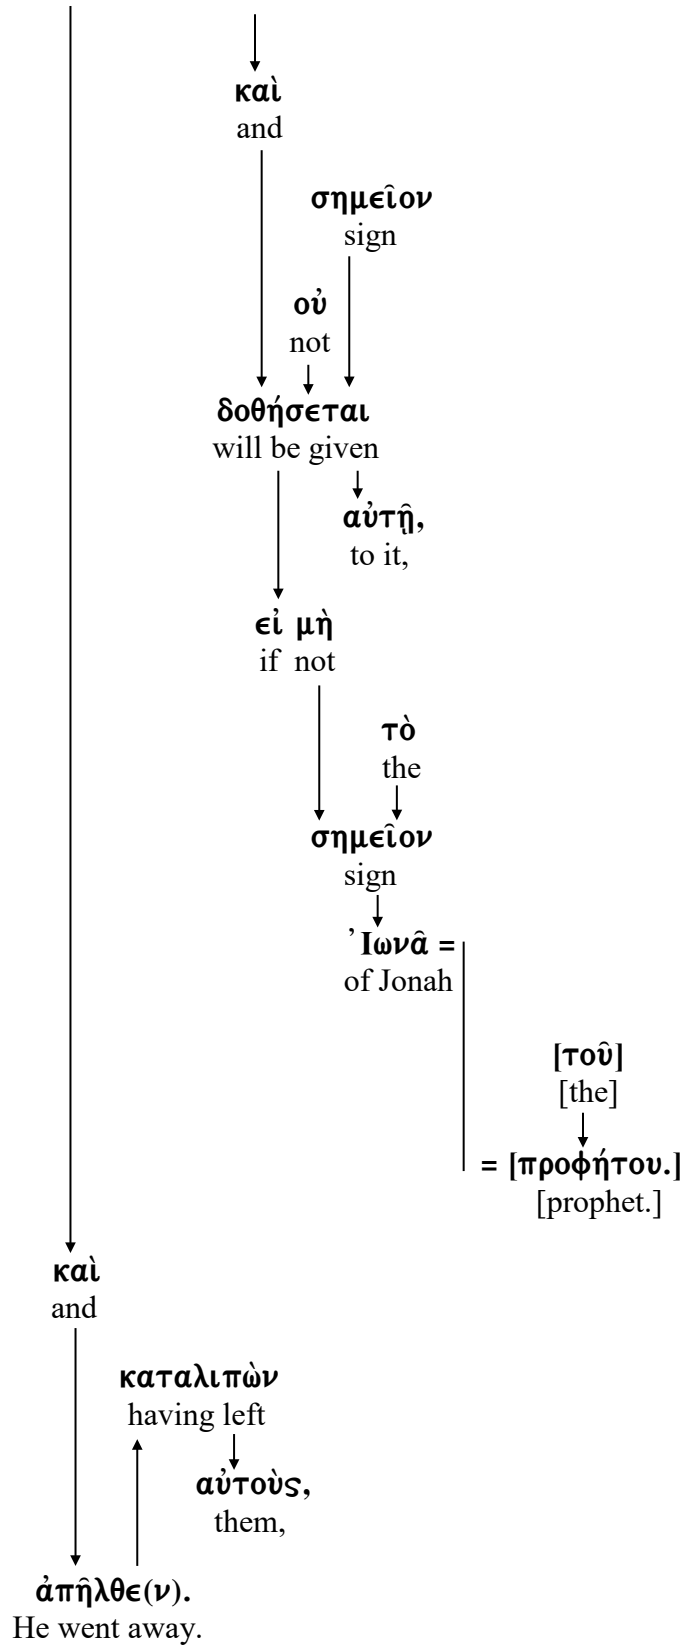 καὶ
and
σημεῖον
sign
οὐ
not
δοθήσεται
will be given
αὐτῇ,
to it,
εἰ μὴ
if not
τὸ
the
σημεῖον
sign
Ἰωνᾶ =
of Jonah
[τοῦ]
[the]
= [προφήτου.]
[prophet.]
καὶ
and
καταλιπὼν
having left
αὐτοὺς,
them,
ἀπῆλθε(ν).
He went away.